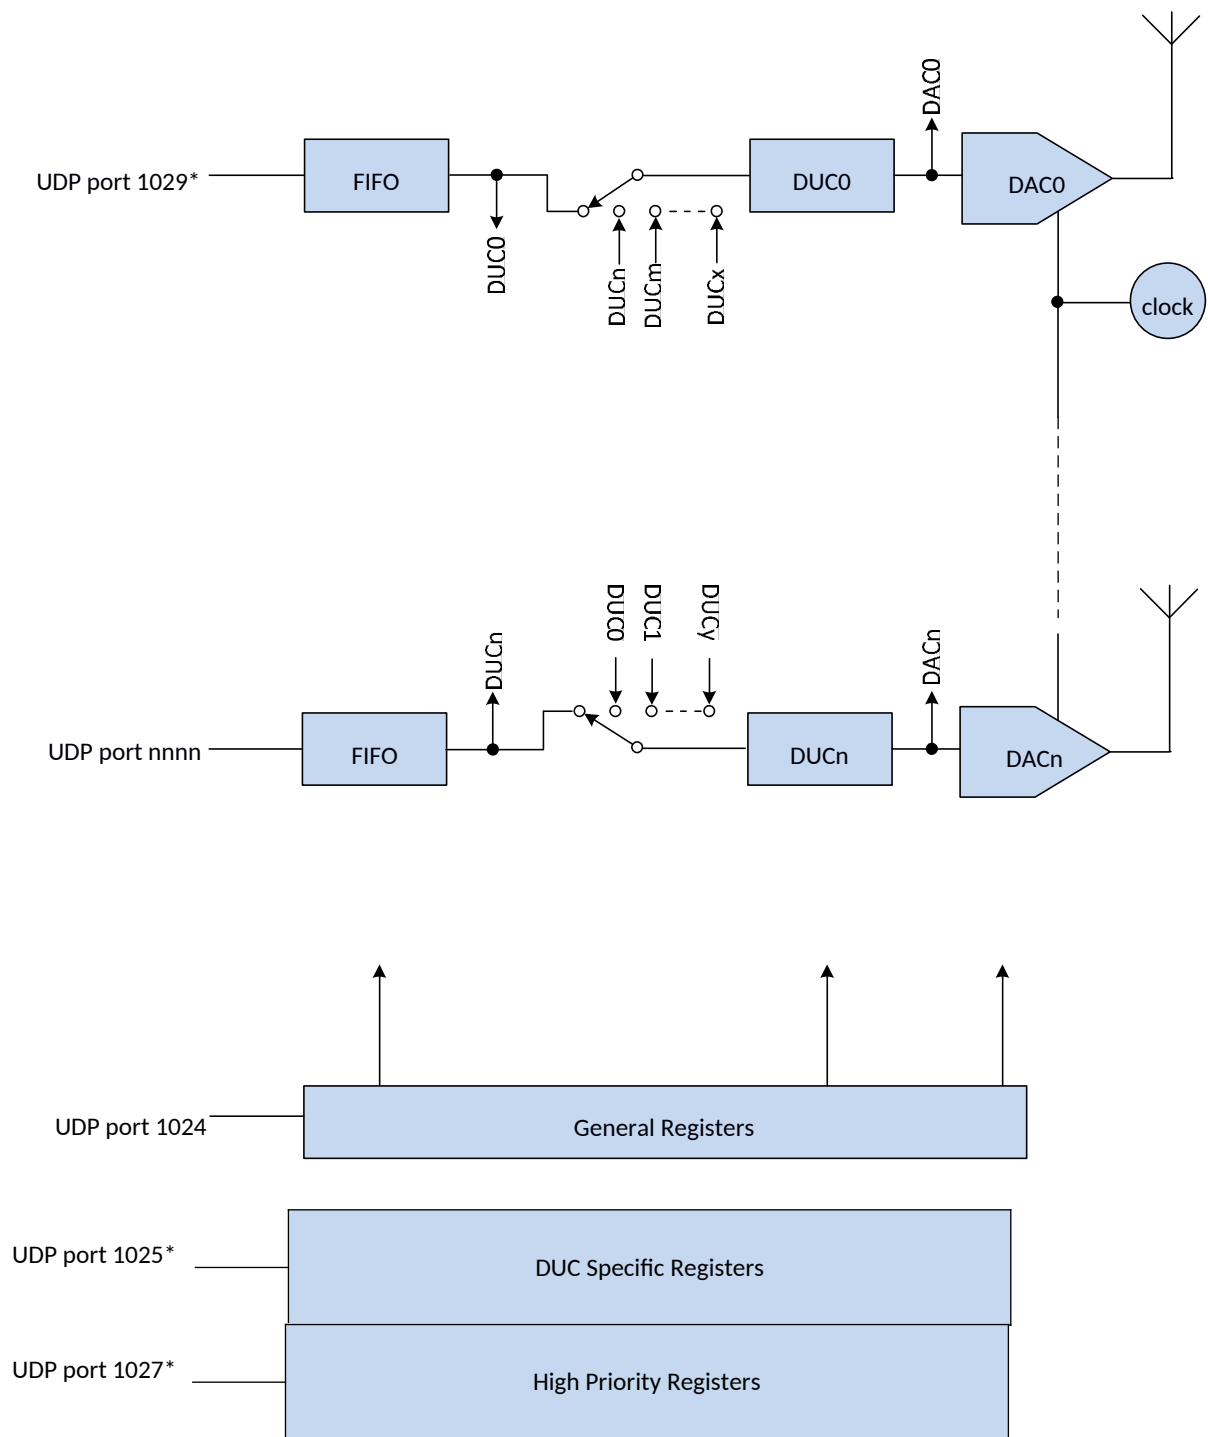 DAC0
UDP port 1029*
FIFO
DUC0
DAC0
DUC0
DUCn
DUCm
DUCx
clock
DUC0
DUC1
DUCy
DUCn
DACn
UDP port nnnn
FIFO
DUCn
DACn
UDP port 1024
General Registers
UDP port 1025*
DUC Specific Registers
UDP port 1027*
High Priority Registers